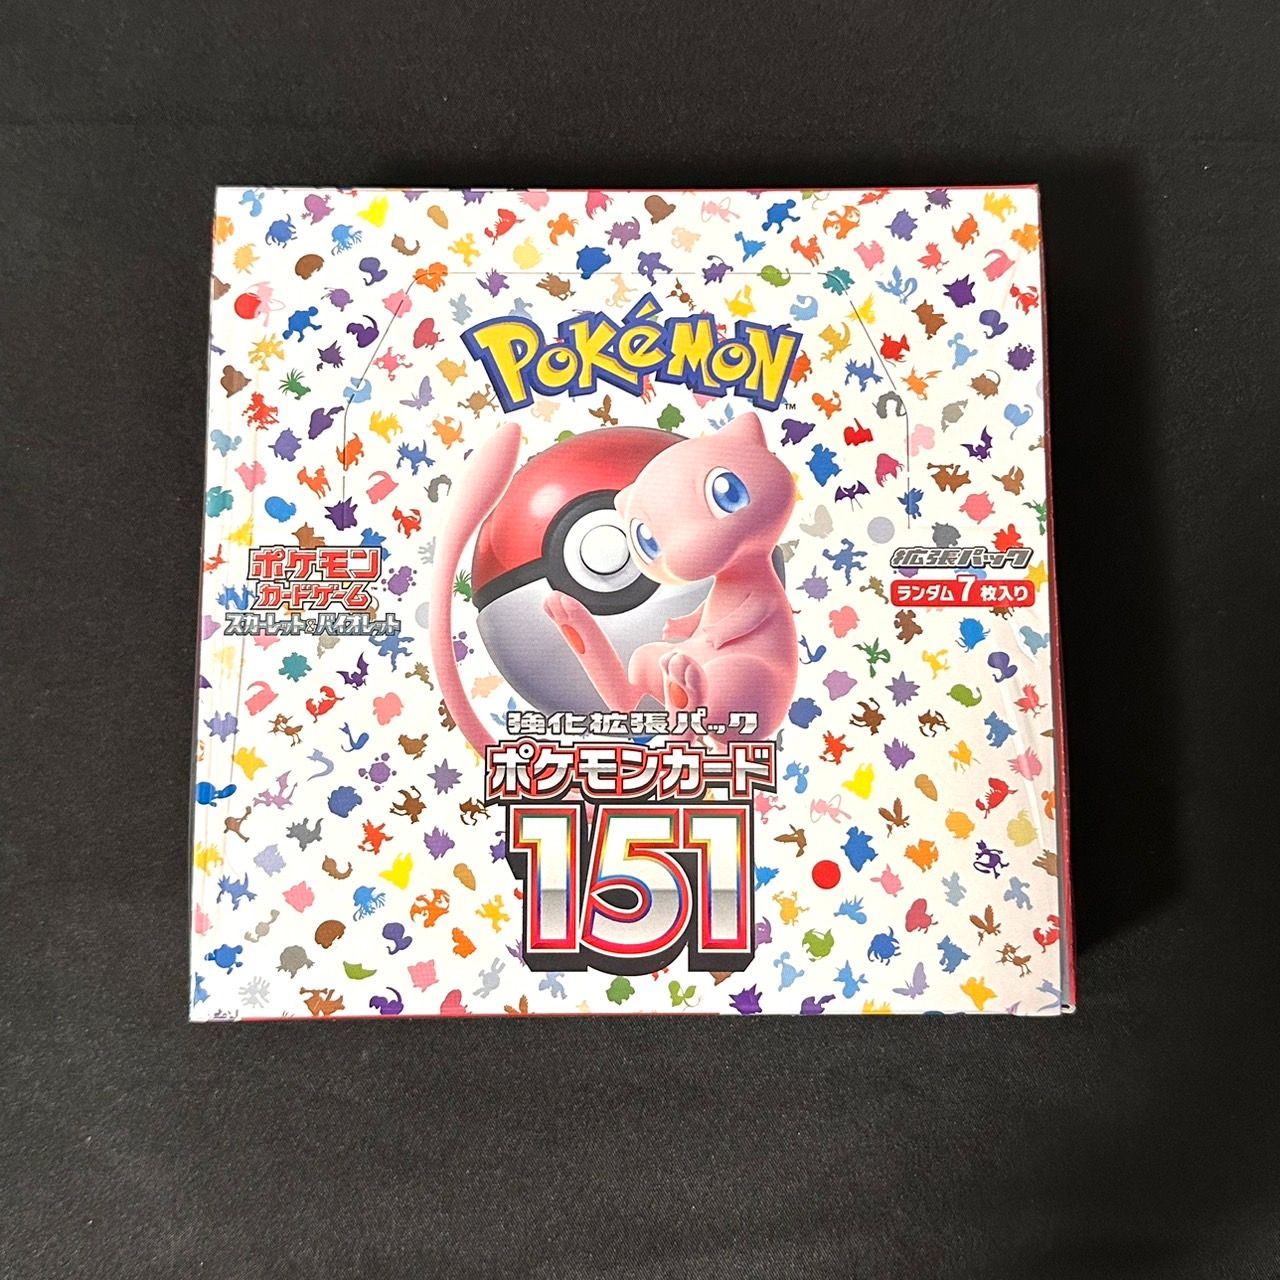 POKéMON
TM
ポケモン
カードゲーム
スカーレット&バイオレット
拡張パック
ランダム7枚入り
強化拡張パック
ポケモンカード
151